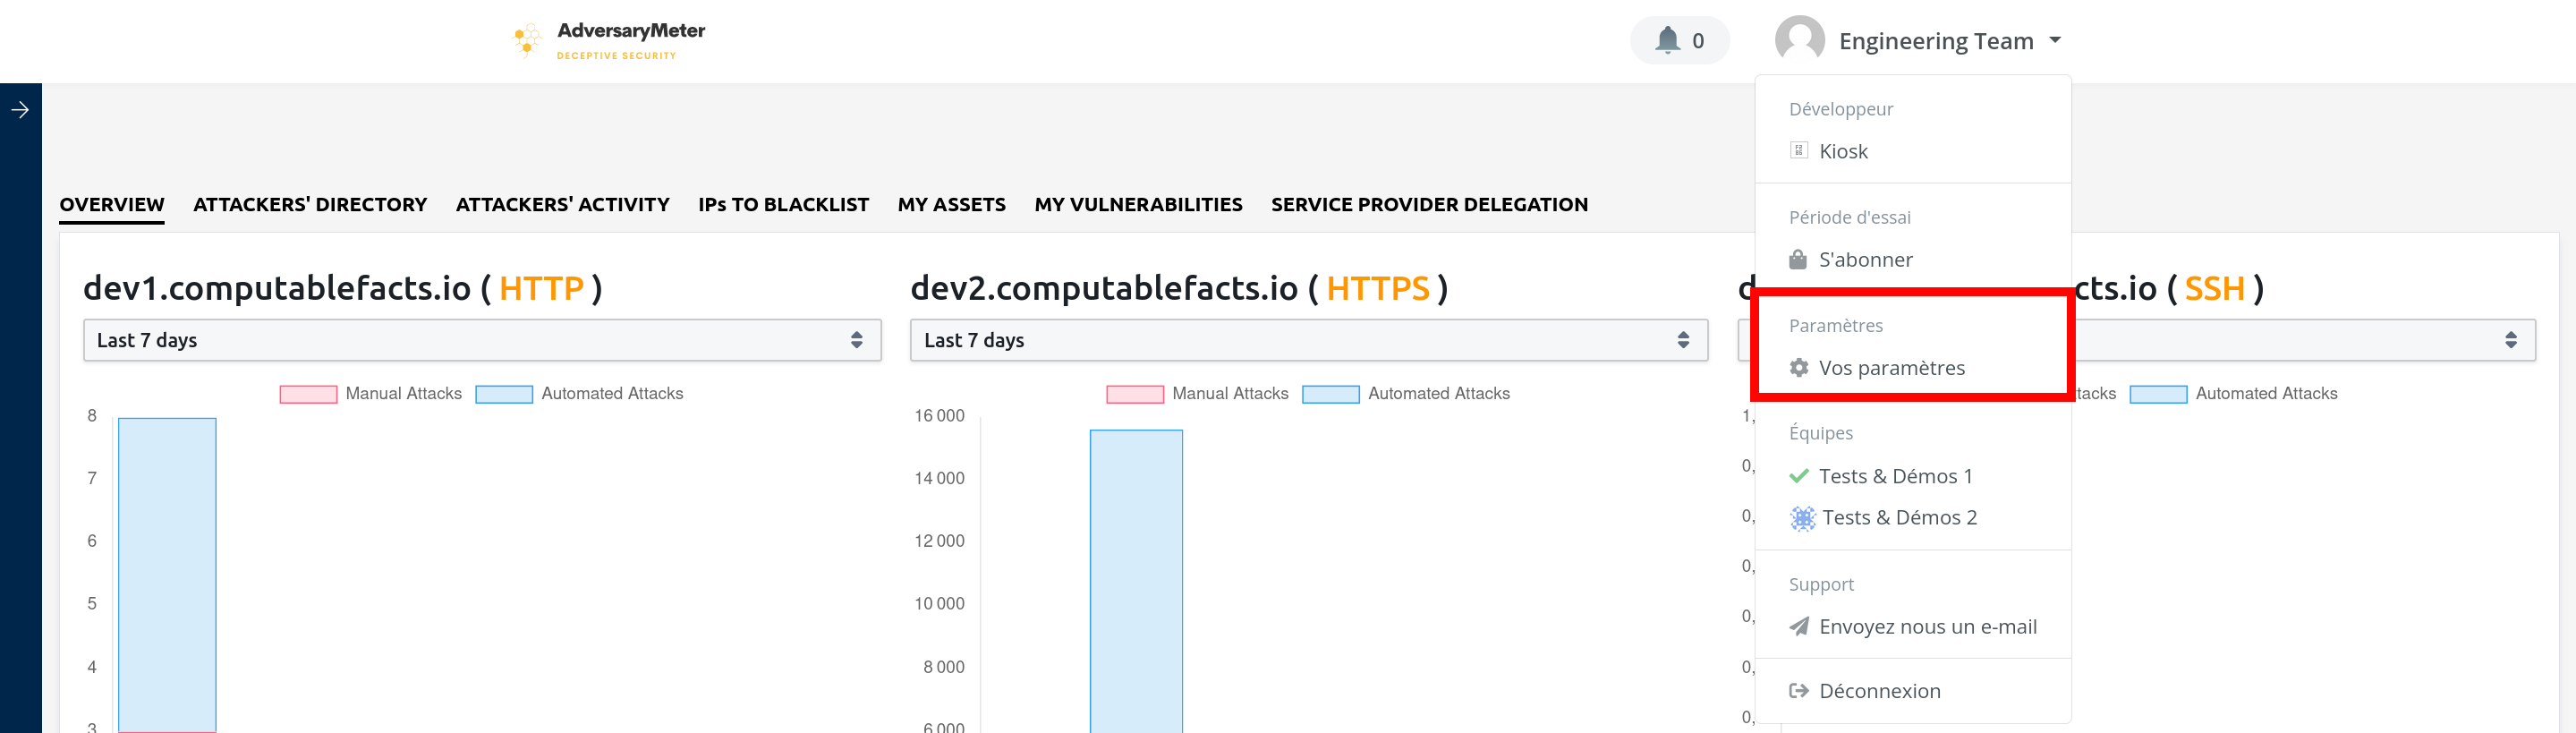 AdversaryMeter
DECEPTIVE SECURITY
0
Engineering Team
Développeur
Kiosk
Période d'essai
S'abonner
Paramètres
Vos paramètres
Équipes
Tests & Démos 1
Tests & Démos 2
Support
Envoyez nous un e-mail
Déconnexion
OVERVIEW ATTACKERS' DIRECTORY ATTACKERS' ACTIVITY IPs TO BLACKLIST MY ASSETS MY VULNERABILITIES SERVICE PROVIDER DELEGATION
dev1.computablefacts.io ( HTTP )
Last 7 days
Manual Attacks Automated Attacks
8
7
6
5
4
3
dev2.computablefacts.io ( HTTPS )
Last 7 days
Manual Attacks Automated Attacks
16 000
14 000
12 000
10 000
8 000
6 000
cts.io ( SSH )
tacks Automated Attacks
1,
0,
0,
0,
0,
0,
0,